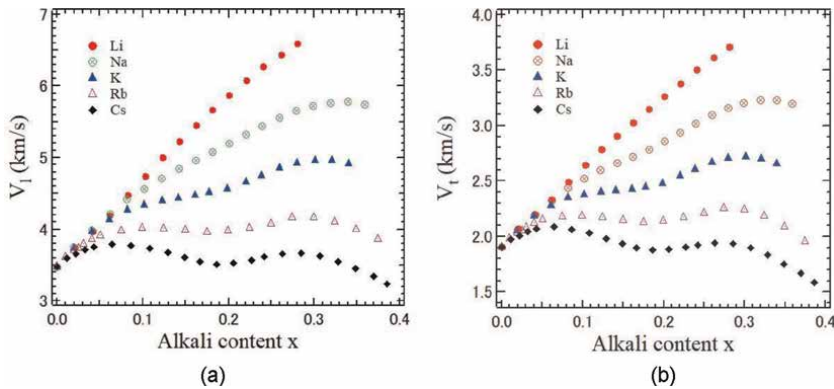 7
6
5
4
3
V_l (km/s)
Li
Na
K
Rb
Cs
0.0 0.1 0.2 0.3 0.4
Alkali content x
(a)
4.0
3.5
3.0
2.5
2.0
1.5
V_t (km/s)
Li
Na
K
Rb
Cs
0.0 0.1 0.2 0.3 0.4
Alkali content x
(b)